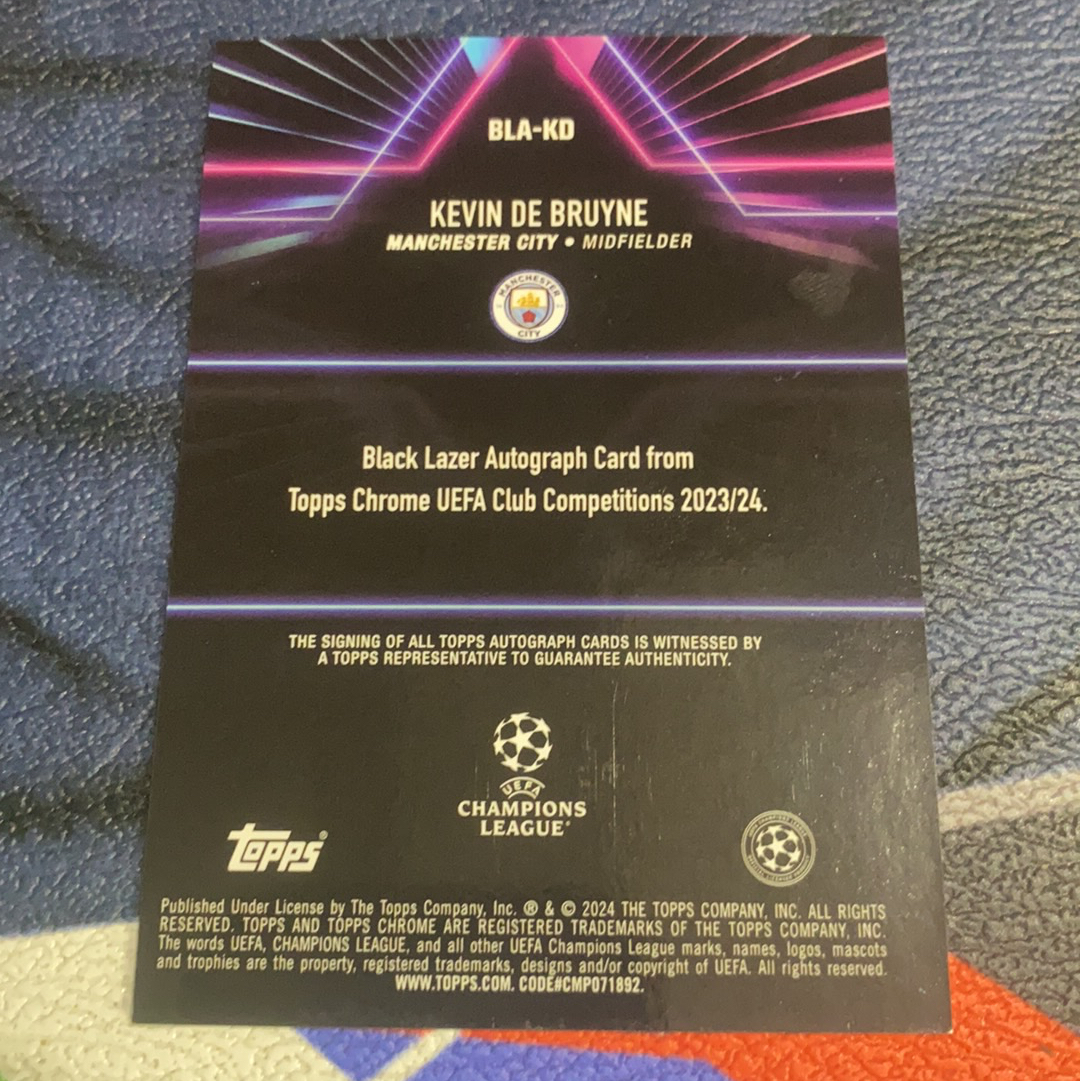 BLA-KD
KEVIN DE BRUYNE
MANCHESTER CITY • MIDFIELDER
MANCHESTER
CITY
Black Lazer Autograph Card from
Topps Chrome UEFA Club Competitions 2023/24.
THE SIGNING OF ALL TOPPS AUTOGRAPH CARDS IS WITNESSED BY
A TOPPS REPRESENTATIVE TO GUARANTEE AUTHENTICITY.
UEFA
CHAMPIONS
LEAGUE®
Topps®
Published Under License by The Topps Company, Inc. ® & © 2024 THE TOPPS COMPANY, INC. ALL RIGHTS
RESERVED. TOPPS AND TOPPS CHROME ARE REGISTERED TRADEMARKS OF THE TOPPS COMPANY, INC.
The words UEFA, CHAMPIONS LEAGUE, and all other UEFA Champions League marks, names, logos, mascots
and trophies are the property, registered trademarks, designs and/or copyright of UEFA. All rights reserved.
WWW.TOPPS.COM. CODE#CMP071892.